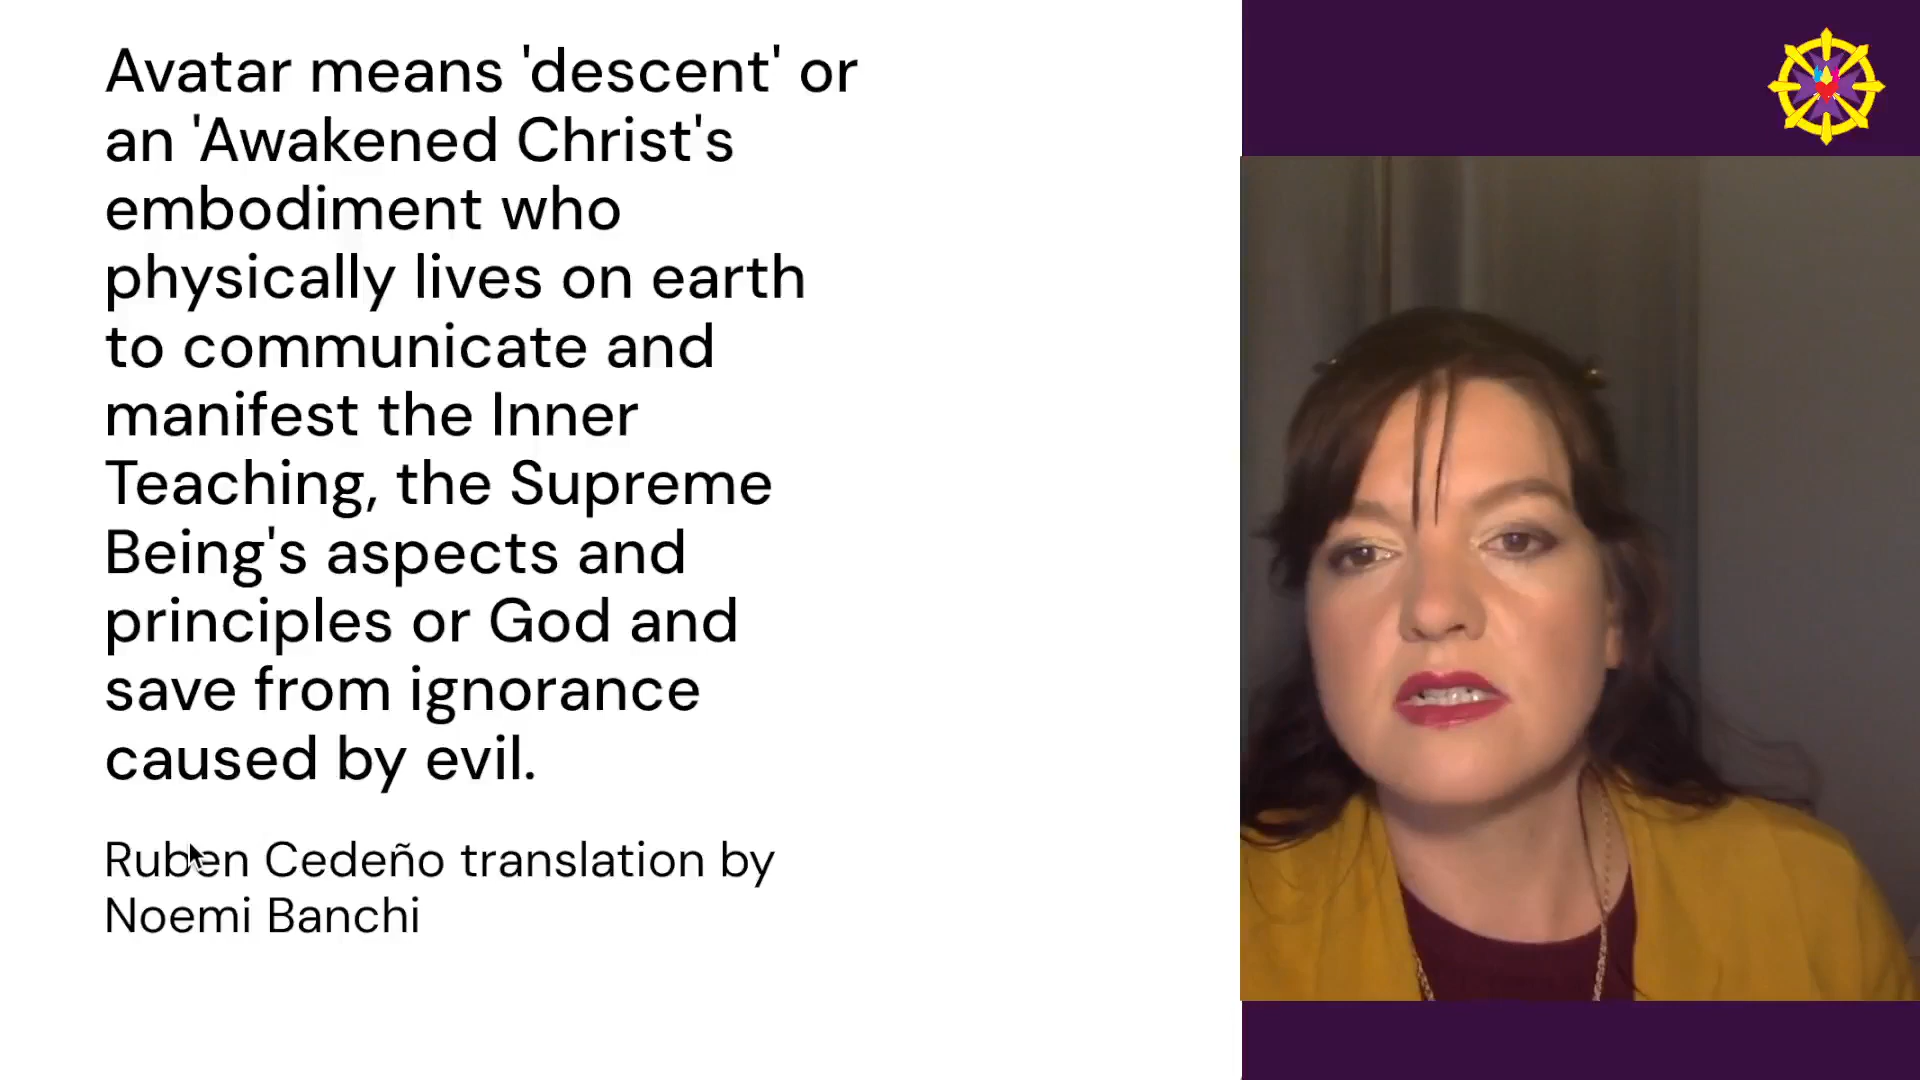 Avatar means 'descent' or
an 'Awakened Christ's
embodiment who
physically lives on earth
to communicate and
manifest the Inner
Teaching, the Supreme
Being's aspects and
principles or God and
save from ignorance
caused by evil.
Ruben Cedeño translation by
Noemi Banchi